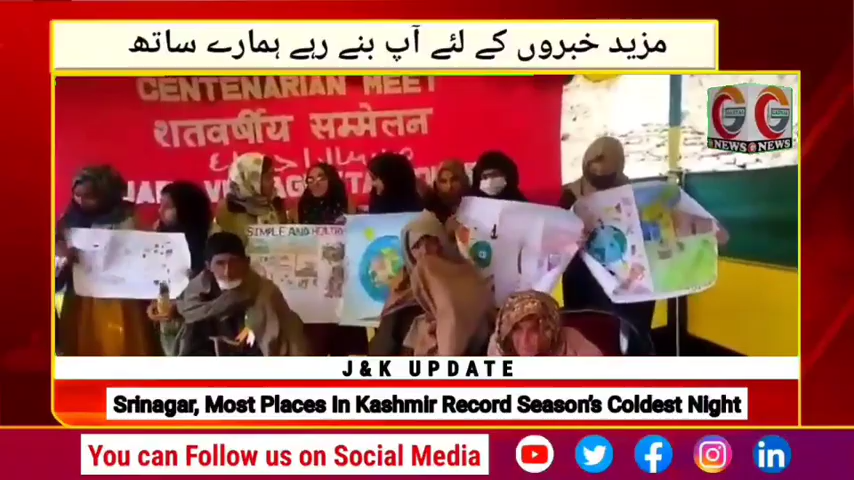 مزید خبروں کے لئے آپ بنے رہے ہمارے ساتھ
CENTENARIAN MEET
शतवर्षीय सम्मेलन
SIMPLE AND HEALTHY
G G
NEWS NEWS
J&K UPDATE
Srinagar, Most Places In Kashmir Record Season's Coldest Night
You can Follow us on Social Media